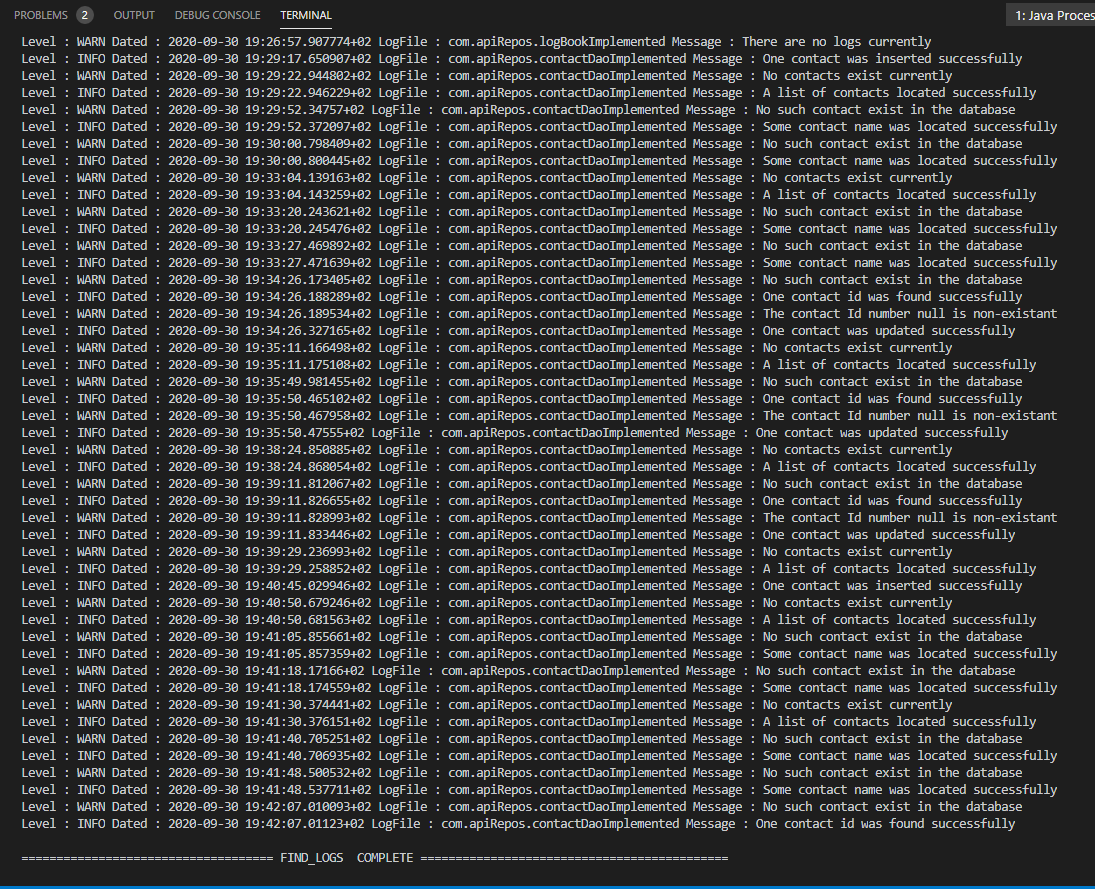 PROBLEMS 2 OUTPUT DEBUG CONSOLE TERMINAL 1: Java Proces
Level : WARN Dated : 2020-09-30 19:26:57.907774+02 LogFile : com.apiRepos.logBookImplemented Message : There are no logs currently
Level : INFO Dated : 2020-09-30 19:29:17.650907+02 LogFile : com.apiRepos.contactDaoImplemented Message : One contact was inserted successfully
Level : WARN Dated : 2020-09-30 19:29:22.944802+02 LogFile : com.apiRepos.contactDaoImplemented Message : No contacts exist currently
Level : INFO Dated : 2020-09-30 19:29:22.946229+02 LogFile : com.apiRepos.contactDaoImplemented Message : A list of contacts located successfully
Level : WARN Dated : 2020-09-30 19:29:52.34757+02 LogFile : com.apiRepos.contactDaoImplemented Message : No such contact exist in the database
Level : INFO Dated : 2020-09-30 19:29:52.372097+02 LogFile : com.apiRepos.contactDaoImplemented Message : Some contact name was located successfully
Level : WARN Dated : 2020-09-30 19:30:00.798409+02 LogFile : com.apiRepos.contactDaoImplemented Message : No such contact exist in the database
Level : INFO Dated : 2020-09-30 19:30:00.800445+02 LogFile : com.apiRepos.contactDaoImplemented Message : Some contact name was located successfully
Level : WARN Dated : 2020-09-30 19:33:04.139163+02 LogFile : com.apiRepos.contactDaoImplemented Message : No contacts exist currently
Level : INFO Dated : 2020-09-30 19:33:04.143259+02 LogFile : com.apiRepos.contactDaoImplemented Message : A list of contacts located successfully
Level : WARN Dated : 2020-09-30 19:33:20.243621+02 LogFile : com.apiRepos.contactDaoImplemented Message : No such contact exist in the database
Level : INFO Dated : 2020-09-30 19:33:20.245476+02 LogFile : com.apiRepos.contactDaoImplemented Message : Some contact name was located successfully
Level : WARN Dated : 2020-09-30 19:33:27.469892+02 LogFile : com.apiRepos.contactDaoImplemented Message : No such contact exist in the database
Level : INFO Dated : 2020-09-30 19:33:27.471639+02 LogFile : com.apiRepos.contactDaoImplemented Message : Some contact name was located successfully
Level : WARN Dated : 2020-09-30 19:34:26.173405+02 LogFile : com.apiRepos.contactDaoImplemented Message : No such contact exist in the database
Level : INFO Dated : 2020-09-30 19:34:26.188289+02 LogFile : com.apiRepos.contactDaoImplemented Message : One contact id was found successfully
Level : WARN Dated : 2020-09-30 19:34:26.189534+02 LogFile : com.apiRepos.contactDaoImplemented Message : The contact Id number null is non-existant
Level : INFO Dated : 2020-09-30 19:34:26.327165+02 LogFile : com.apiRepos.contactDaoImplemented Message : One contact was updated successfully
Level : WARN Dated : 2020-09-30 19:35:11.166498+02 LogFile : com.apiRepos.contactDaoImplemented Message : No contacts exist currently
Level : INFO Dated : 2020-09-30 19:35:11.175108+02 LogFile : com.apiRepos.contactDaoImplemented Message : A list of contacts located successfully
Level : WARN Dated : 2020-09-30 19:35:49.981455+02 LogFile : com.apiRepos.contactDaoImplemented Message : No such contact exist in the database
Level : INFO Dated : 2020-09-30 19:35:50.465102+02 LogFile : com.apiRepos.contactDaoImplemented Message : One contact id was found successfully
Level : WARN Dated : 2020-09-30 19:35:50.467958+02 LogFile : com.apiRepos.contactDaoImplemented Message : The contact Id number null is non-existant
Level : INFO Dated : 2020-09-30 19:35:50.47555+02 LogFile : com.apiRepos.contactDaoImplemented Message : One contact was updated successfully
Level : WARN Dated : 2020-09-30 19:38:24.850885+02 LogFile : com.apiRepos.contactDaoImplemented Message : No contacts exist currently
Level : INFO Dated : 2020-09-30 19:38:24.868054+02 LogFile : com.apiRepos.contactDaoImplemented Message : A list of contacts located successfully
Level : WARN Dated : 2020-09-30 19:39:11.812067+02 LogFile : com.apiRepos.contactDaoImplemented Message : No such contact exist in the database
Level : INFO Dated : 2020-09-30 19:39:11.826655+02 LogFile : com.apiRepos.contactDaoImplemented Message : One contact id was found successfully
Level : WARN Dated : 2020-09-30 19:39:11.828993+02 LogFile : com.apiRepos.contactDaoImplemented Message : The contact Id number null is non-existant
Level : INFO Dated : 2020-09-30 19:39:11.833446+02 LogFile : com.apiRepos.contactDaoImplemented Message : One contact was updated successfully
Level : WARN Dated : 2020-09-30 19:39:29.236993+02 LogFile : com.apiRepos.contactDaoImplemented Message : No contacts exist currently
Level : INFO Dated : 2020-09-30 19:39:29.258852+02 LogFile : com.apiRepos.contactDaoImplemented Message : A list of contacts located successfully
Level : INFO Dated : 2020-09-30 19:40:45.029946+02 LogFile : com.apiRepos.contactDaoImplemented Message : One contact was inserted successfully
Level : WARN Dated : 2020-09-30 19:40:50.679246+02 LogFile : com.apiRepos.contactDaoImplemented Message : No contacts exist currently
Level : INFO Dated : 2020-09-30 19:40:50.681563+02 LogFile : com.apiRepos.contactDaoImplemented Message : A list of contacts located successfully
Level : WARN Dated : 2020-09-30 19:41:05.855661+02 LogFile : com.apiRepos.contactDaoImplemented Message : No such contact exist in the database
Level : INFO Dated : 2020-09-30 19:41:05.857359+02 LogFile : com.apiRepos.contactDaoImplemented Message : Some contact name was located successfully
Level : WARN Dated : 2020-09-30 19:41:18.17166+02 LogFile : com.apiRepos.contactDaoImplemented Message : No such contact exist in the database
Level : INFO Dated : 2020-09-30 19:41:18.174559+02 LogFile : com.apiRepos.contactDaoImplemented Message : Some contact name was located successfully
Level : WARN Dated : 2020-09-30 19:41:30.374441+02 LogFile : com.apiRepos.contactDaoImplemented Message : No contacts exist currently
Level : INFO Dated : 2020-09-30 19:41:30.376151+02 LogFile : com.apiRepos.contactDaoImplemented Message : A list of contacts located successfully
Level : WARN Dated : 2020-09-30 19:41:40.705251+02 LogFile : com.apiRepos.contactDaoImplemented Message : No such contact exist in the database
Level : INFO Dated : 2020-09-30 19:41:40.706935+02 LogFile : com.apiRepos.contactDaoImplemented Message : Some contact name was located successfully
Level : WARN Dated : 2020-09-30 19:41:48.500532+02 LogFile : com.apiRepos.contactDaoImplemented Message : No such contact exist in the database
Level : INFO Dated : 2020-09-30 19:41:48.537711+02 LogFile : com.apiRepos.contactDaoImplemented Message : Some contact name was located successfully
Level : WARN Dated : 2020-09-30 19:42:07.010093+02 LogFile : com.apiRepos.contactDaoImplemented Message : No such contact exist in the database
Level : INFO Dated : 2020-09-30 19:42:07.01123+02 LogFile : com.apiRepos.contactDaoImplemented Message : One contact id was found successfully
==================================== FIND_LOGS  COMPLETE ============================================